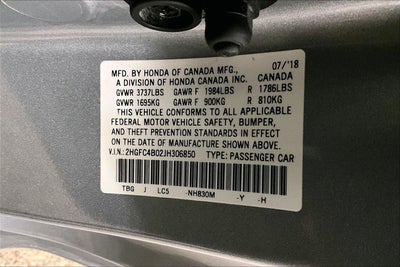 MFD. BY HONDA OF CANADA MFG., 07/'18
A DIVISION OF HONDA CANADA INC. CANADA
GVWR 3737LBS GAWR F 1984LBS R 1786LBS
GVWR 1695KG GAWR F 900KG R 810KG
THIS VEHICLE CONFORMS TO ALL APPLICABLE
FEDERAL MOTOR VEHICLE SAFETY, BUMPER,
AND THEFT PREVENTION STANDARDS IN EFFECT
ON THE DATE OF MANUFACTURE SHOWN ABOVE.
V.I.N.: 2HGFC4B02JH306850 TYPE: PASSENGER CAR
TBG J LC5 -NH830M -Y -H